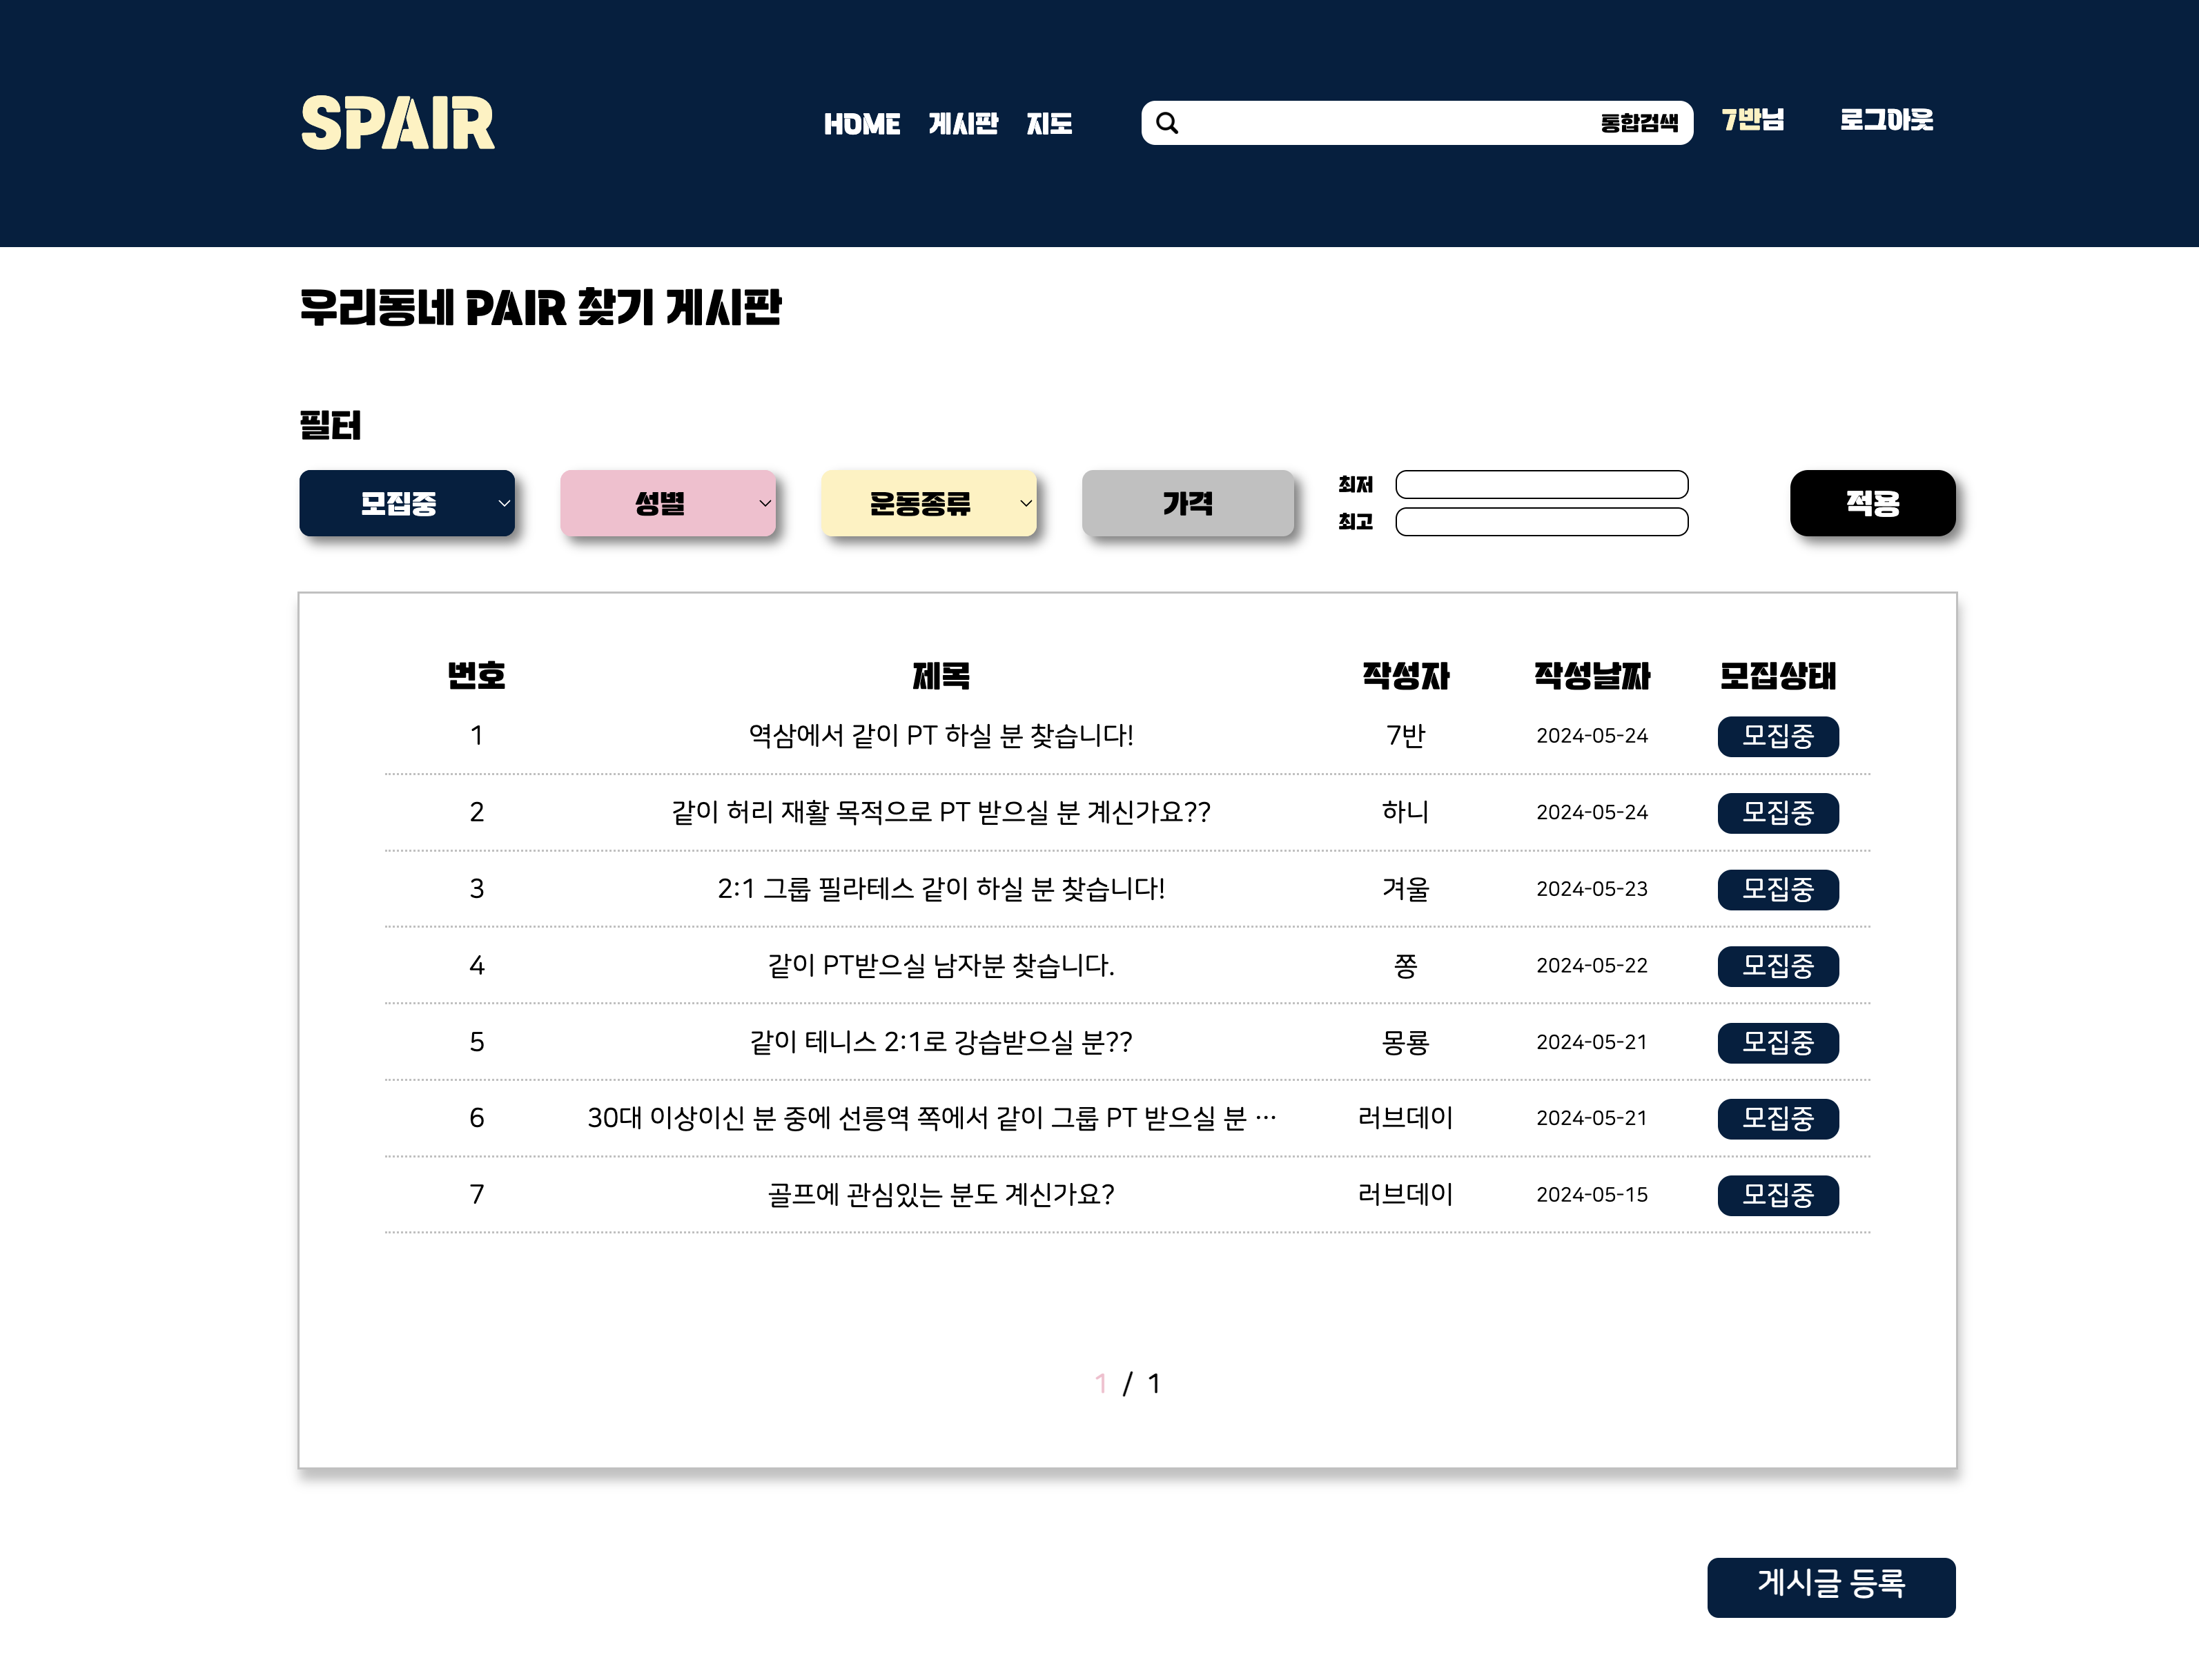 SPAIR HOME 게시판 지도 통합검색 7반님 로그아웃
우리동네 PAIR 찾기 게시판
필터
모집중 성별 운동종류 가격 최저 적용
최고
번호 제목 작성자 작성날짜 모집상태
1 역삼에서 같이 PT 하실 분 찾습니다! 7반 2024-05-24 모집중
2 같이 허리 재활 목적으로 PT 받으실 분 계신가요?? 하니 2024-05-24 모집중
3 2:1 그룹 필라테스 같이 하실 분 찾습니다! 겨울 2024-05-23 모집중
4 같이 PT받으실 남자분 찾습니다. 쫑 2024-05-22 모집중
5 같이 테니스 2:1로 강습받으실 분?? 몽룡 2024-05-21 모집중
6 30대 이상이신 분 중에 선릉역 쪽에서 같이 그룹 PT 받으실 분 … 러브데이 2024-05-21 모집중
7 골프에 관심있는 분도 계신가요? 러브데이 2024-05-15 모집중
1 / 1
게시글 등록